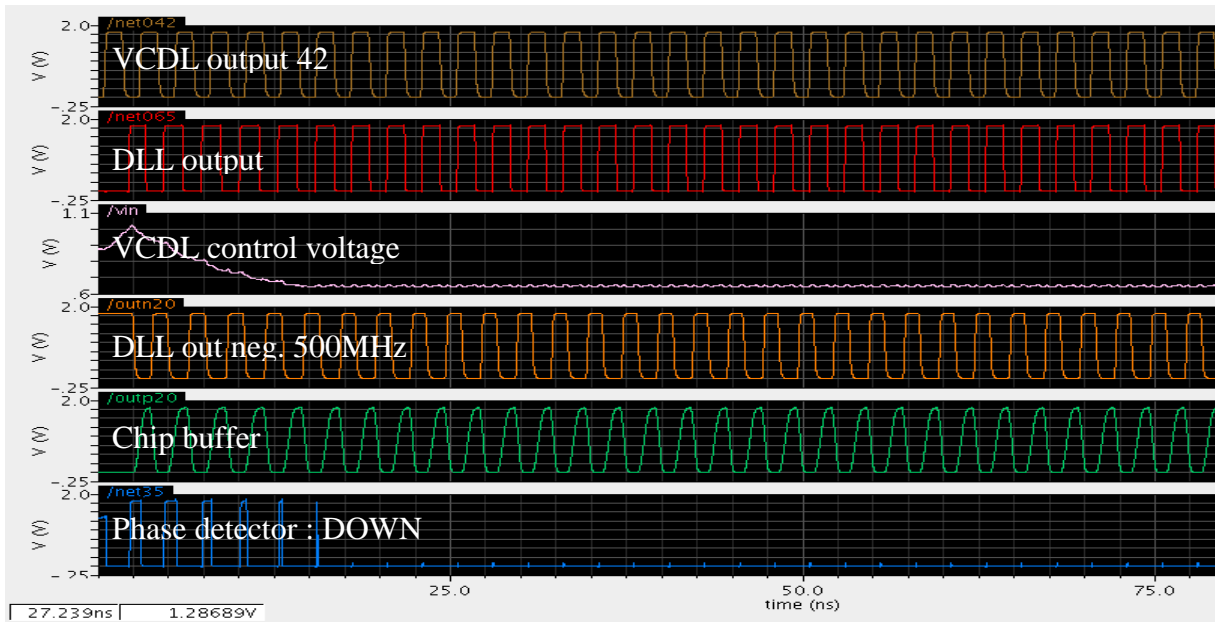 2.0 /net042
V (V) VCDL output 42
-.25
2.0 /net065
V (V) DLL output
-.25
1.1 /vin
V (V) VCDL control voltage
.6
2.0 /outn20
V (V) DLL out neg. 500MHz
-.25
2.0 /outp20
V (V) Chip buffer
-.25
2.0 /net35
V (V) Phase detector : DOWN
-.25
25.0 50.0 75.0
time (ns)
27.239ns 1.28689V